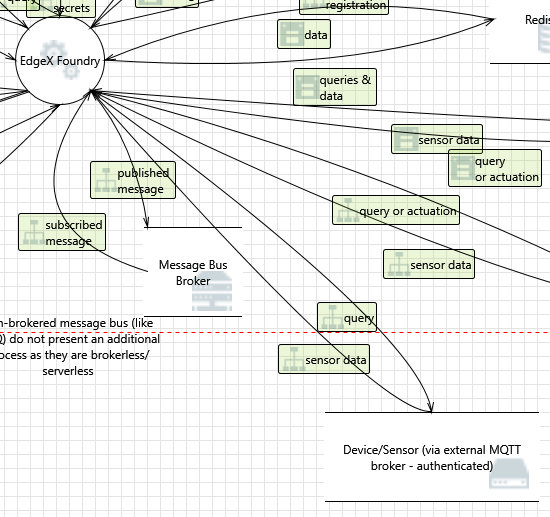 secrets
registration
data
Redis
EdgeX Foundry
queries &
data
sensor data
query
or actuation
published
message
query or actuation
subscribed
message
sensor data
Message Bus
Broker
query
n-brokered message bus (like
Q) do not present an additional
ocess as they are brokerless/
serverless
sensor data
Device/Sensor (via external MQTT
broker - authenticated)